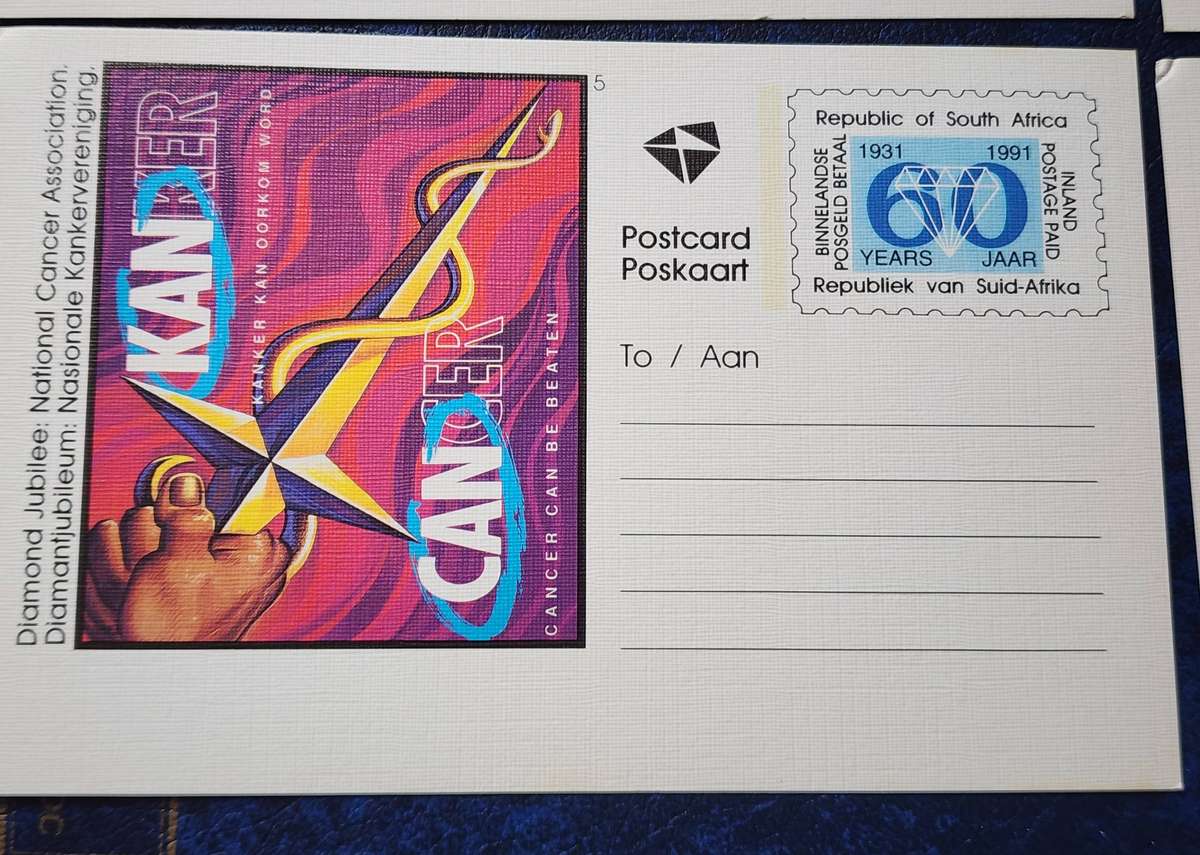 Diamond Jubilee: National Cancer Association.
Diamantjubileum: Nasionale Kankervereniging.
KANKER
KANKER KAN OORKOM WORD
CANCER
CANCER CAN BE BEATEN
5
Postcard
Poskaart
To / Aan
Republic of South Africa
BINNELANDSE
POSGELD BETAAL
1931 1991
60
YEARS JAAR
INLAND
POSTAGE PAID
Republiek van Suid-Afrika